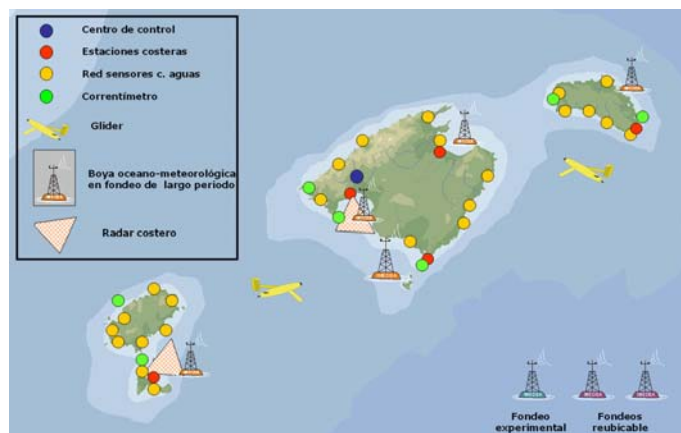 Centro de control
Estaciones costeras
Red sensores c. aguas
Correntímetro
Glider
Boya oceano-meteorológica
en fondeo de largo periodo
Radar costero
Fondeo
experimental
Fondeos
reubicable